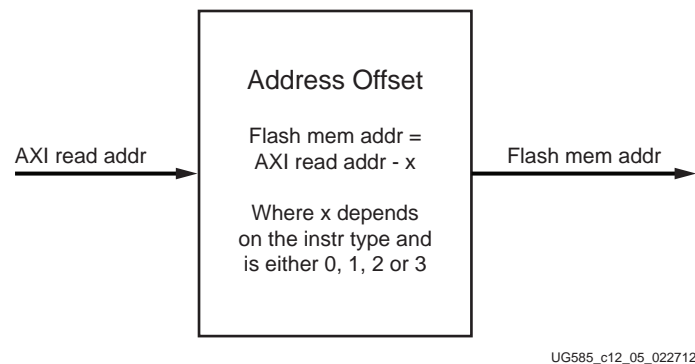 Address Offset
Flash mem addr =
AXI read addr - x
AXI read addr
Flash mem addr
Where x depends
on the instr type and
is either 0, 1, 2 or 3
UG585_c12_05_022712